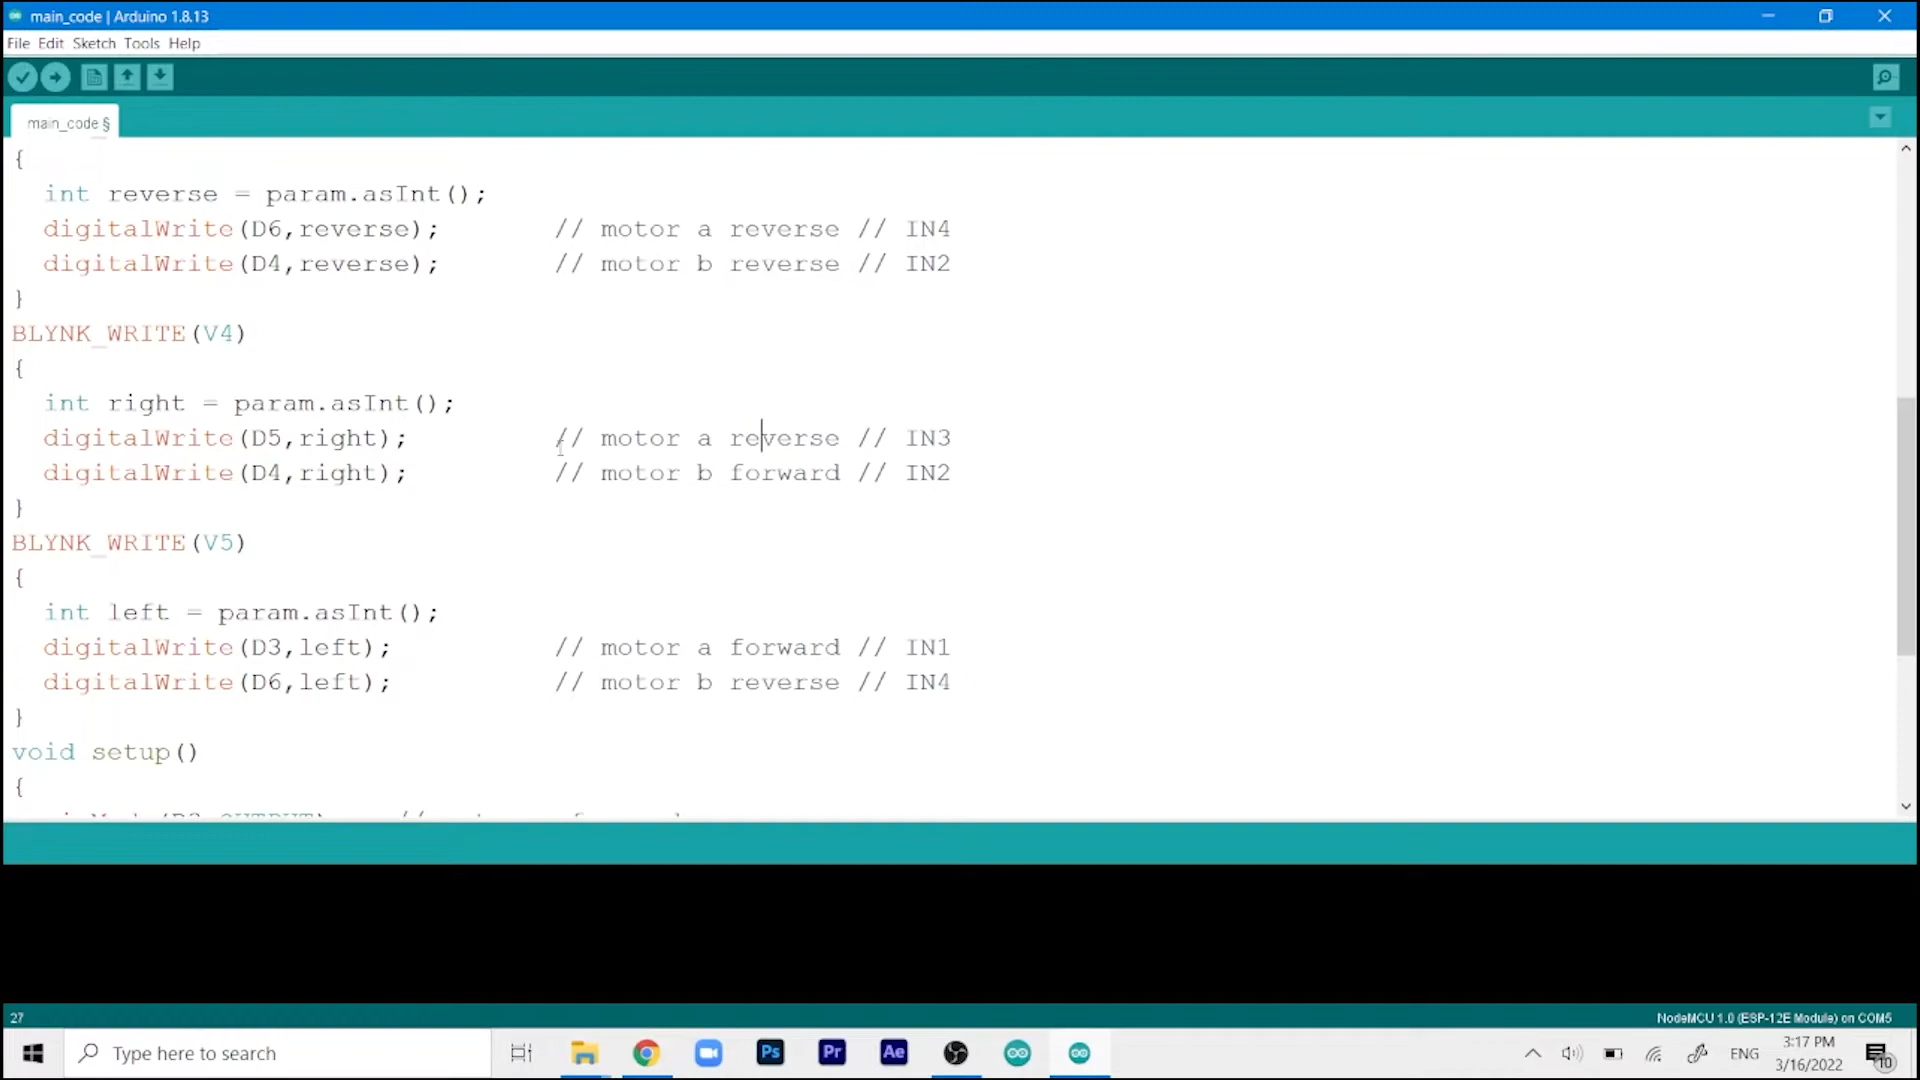 main_code | Arduino 1.8.13
File Edit Sketch Tools Help
main_code §
{
int reverse = param.asInt();
digitalWrite(D6,reverse); // motor a reverse // IN4
digitalWrite(D4,reverse); // motor b reverse // IN2
}
BLYNK_WRITE(V4)
{
int right = param.asInt();
digitalWrite(D5,right); // motor a reverse // IN3
digitalWrite(D4,right); // motor b forward // IN2
}
BLYNK_WRITE(V5)
{
int left = param.asInt();
digitalWrite(D3,left); // motor a forward // IN1
digitalWrite(D6,left); // motor b reverse // IN4
}
void setup()
{
27
NodeMCU 1.0 (ESP-12E Module) on COM5
Type here to search
Ps
Pr
Ae
ENG
3:17 PM
3/16/2022
10